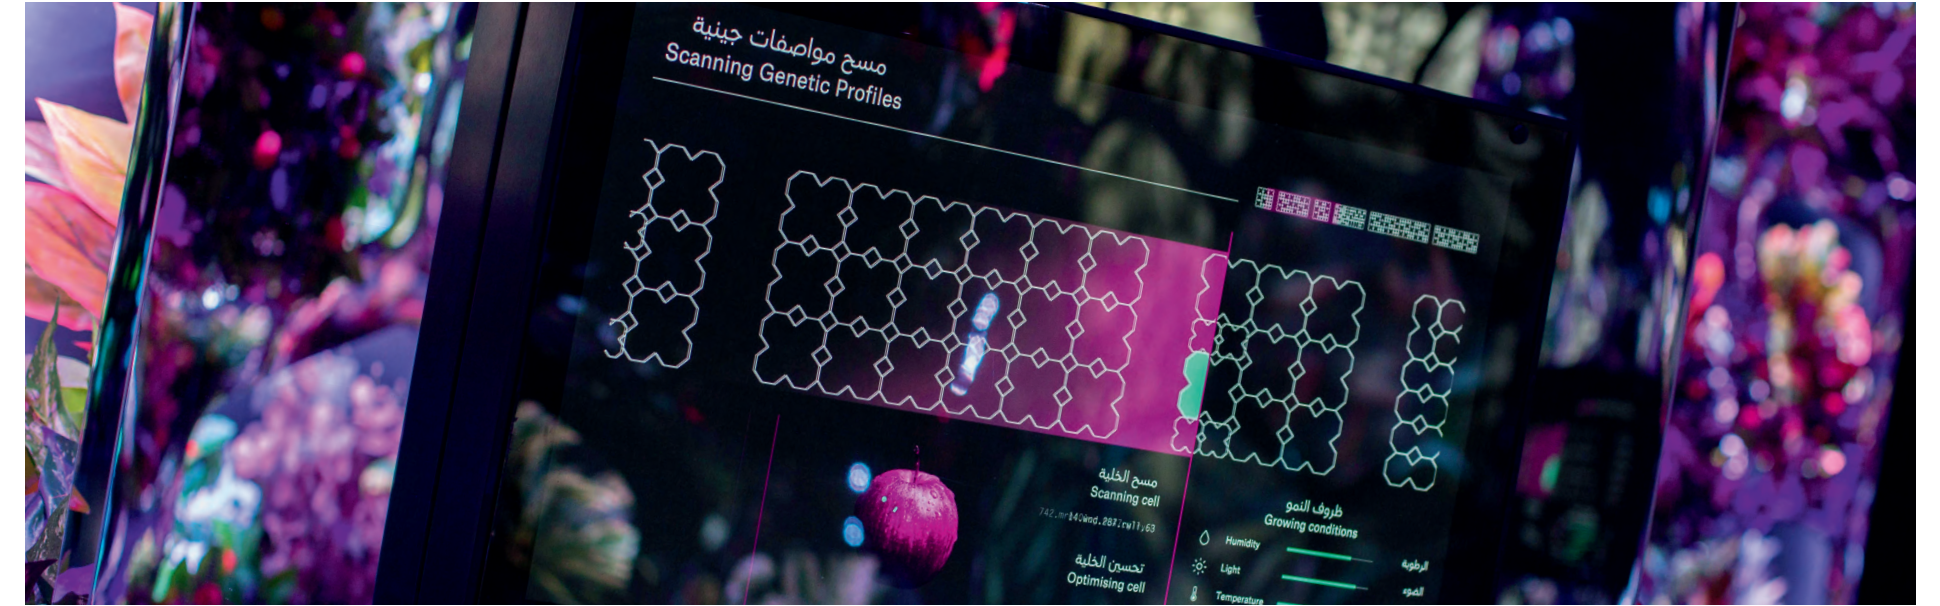 مسح مواصفات جينية
Scanning Genetic Profiles
مسح الخلية
Scanning cell
تحسين الخلية
Optimising cell
ظروف النمو
Growing conditions
Humidity الرطوبة
Light الضوء
Temperature